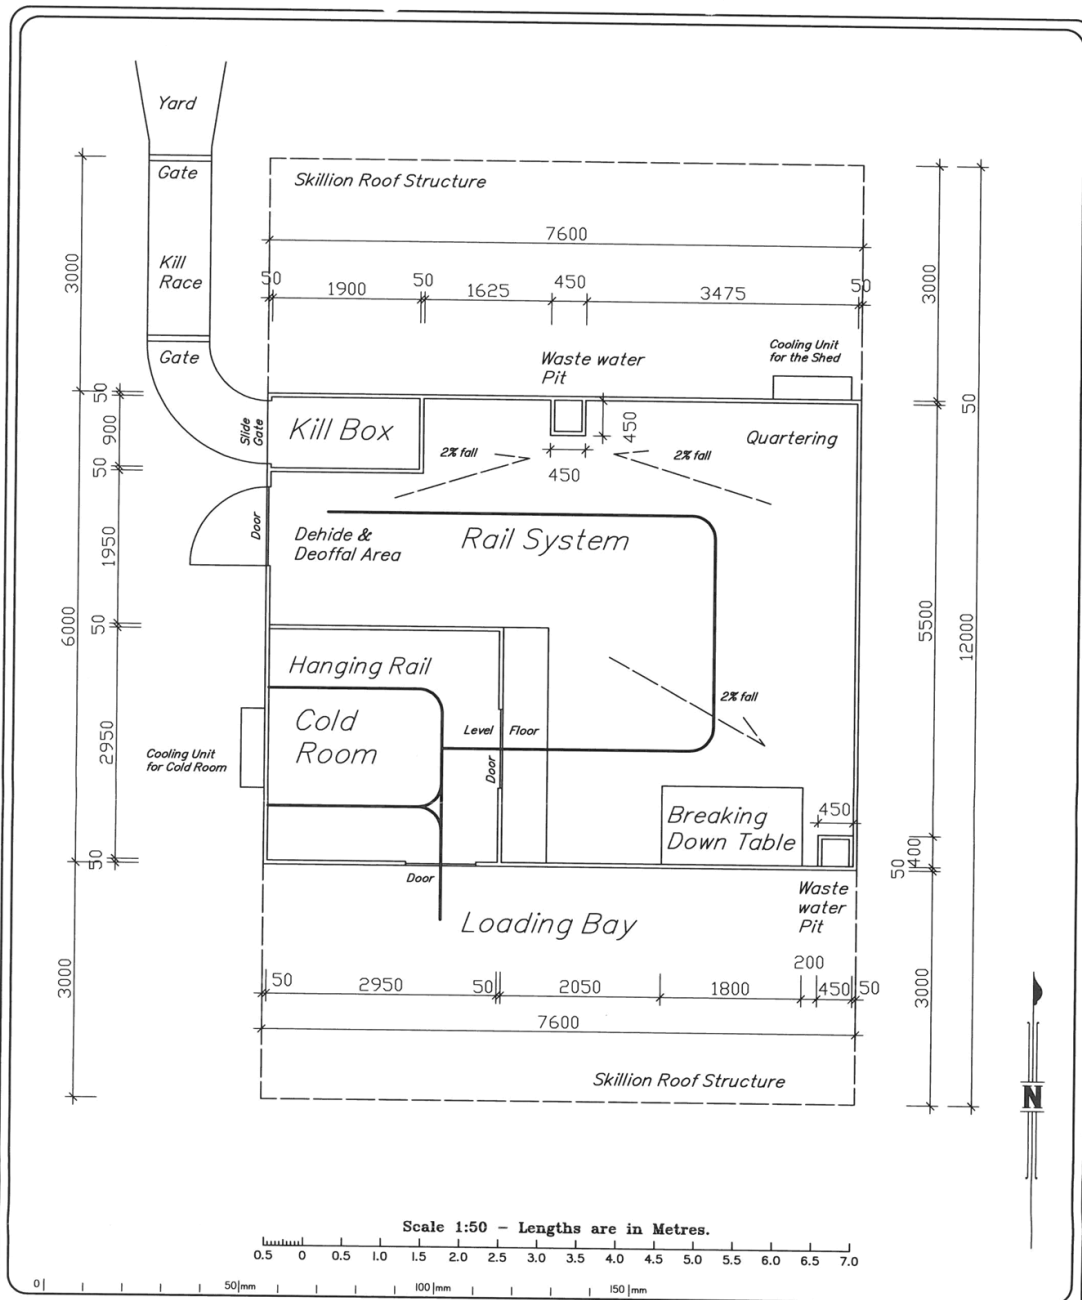 Yard
Gate
Skillion Roof Structure
7600
3000
Kill
Race
50
1900
50
1625
450
3475
50
3000
Gate
Waste water
Pit
Cooling Unit
for the Shed
50
900
50
Slide
Gate
Kill Box
450
450
2% fall
2% fall
Quartering
50
1950
Door
Dehide &
Deoffal Area
Rail System
6000
50
5500
12000
Hanging Rail
Cold
Room
Level
Floor
Door
2% fall
2950
Cooling Unit
for Cold Room
Breaking
Down Table
450
400
50
50
Door
Loading Bay
Waste
water
Pit
3000
50
2950
50
2050
1800
200
450
50
3000
7600
Skillion Roof Structure
N
Scale 1:50 - Lengths are in Metres.
0.5 0 0.5 1.0 1.5 2.0 2.5 3.0 3.5 4.0 4.5 5.0 5.5 6.0 6.5 7.0
0 50 mm 100 mm 150 mm